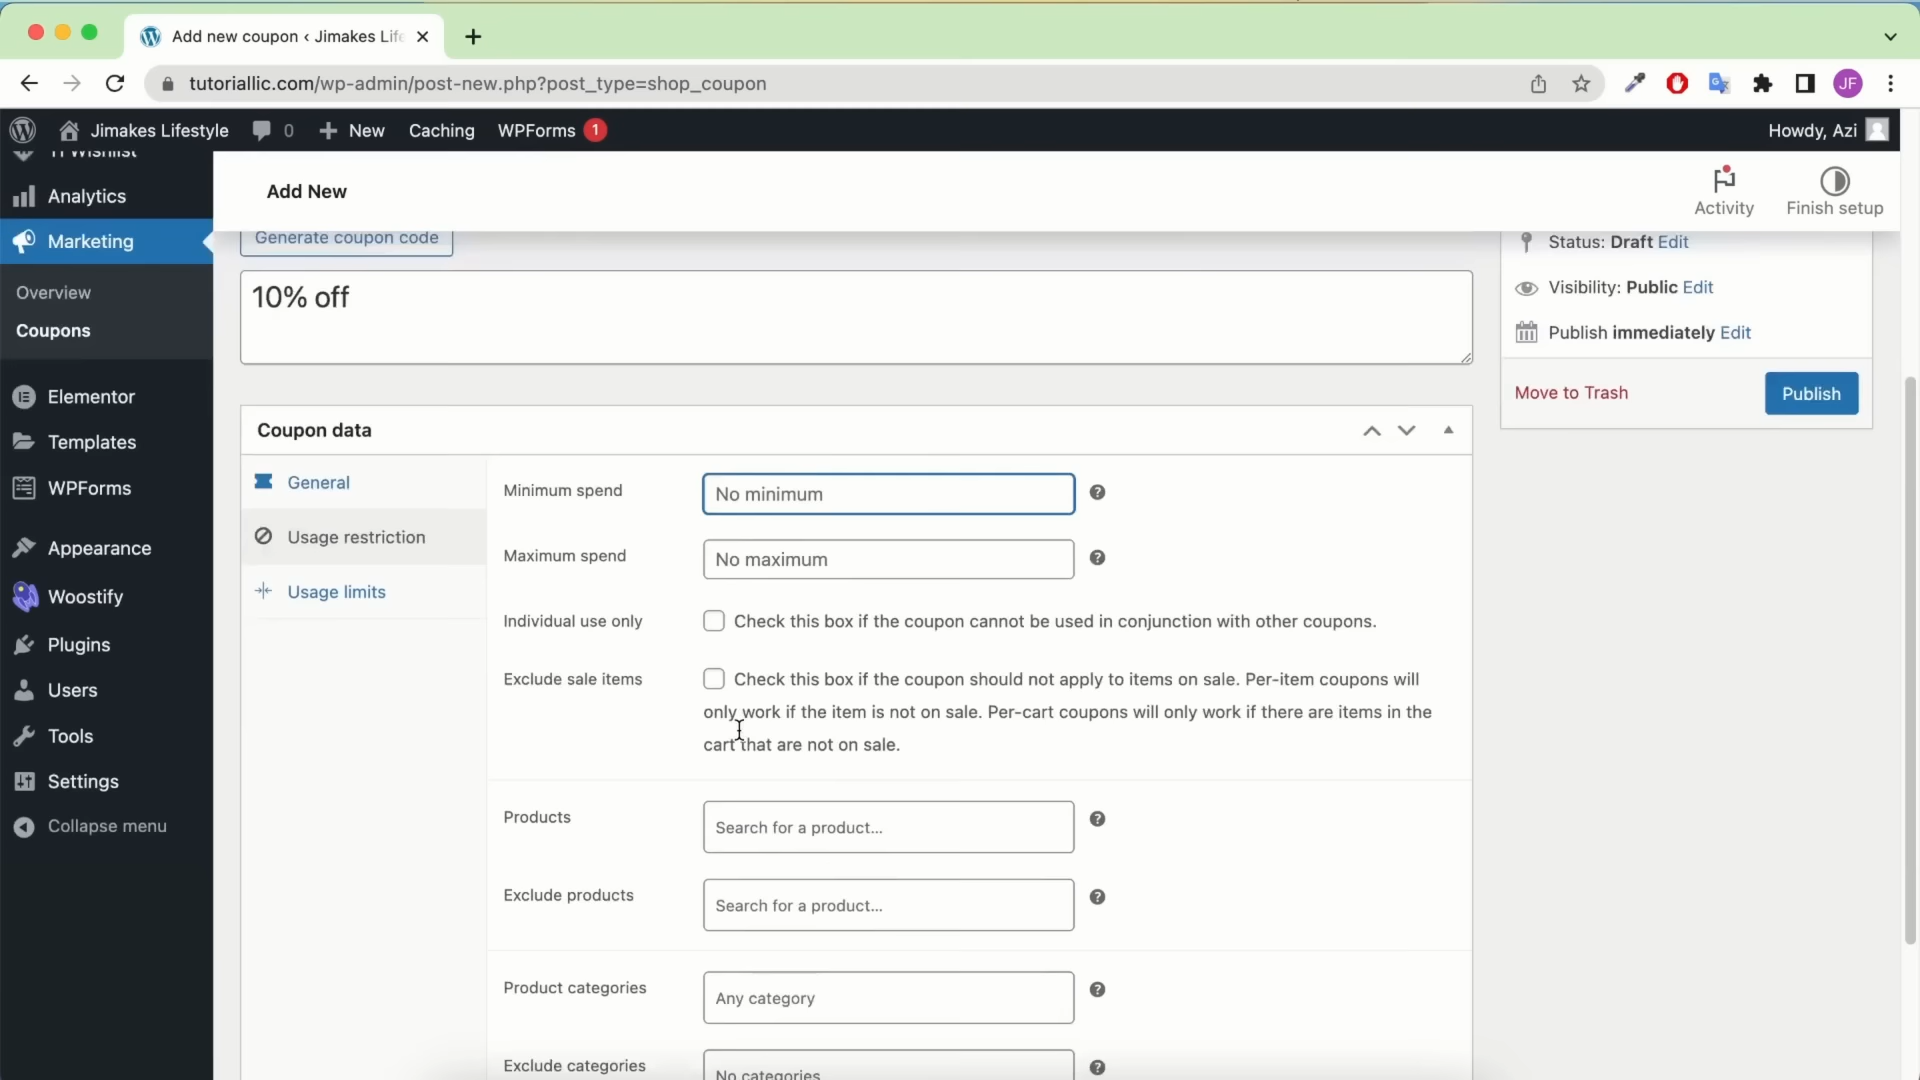 Add new coupon ‹ Jimakes Life
tutoriallic.com/wp-admin/post-new.php?post_type=shop_coupon
JF
Jimakes Lifestyle
0
New
Caching
WPForms 1
Howdy, Azi
TI Wishlist
Analytics
Marketing
Overview
Coupons
Elementor
Templates
WPForms
Appearance
Woostify
Plugins
Users
Tools
Settings
Collapse menu
Add New
Activity
Finish setup
Generate coupon code
10% off
Status: Draft Edit
Visibility: Public Edit
Publish immediately Edit
Move to Trash
Publish
Coupon data
General
Usage restriction
Usage limits
Minimum spend
No minimum
Maximum spend
No maximum
Individual use only
Check this box if the coupon cannot be used in conjunction with other coupons.
Exclude sale items
Check this box if the coupon should not apply to items on sale. Per-item coupons will
only work if the item is not on sale. Per-cart coupons will only work if there are items in the
cart that are not on sale.
Products
Search for a product…
Exclude products
Search for a product…
Product categories
Any category
Exclude categories
No categories